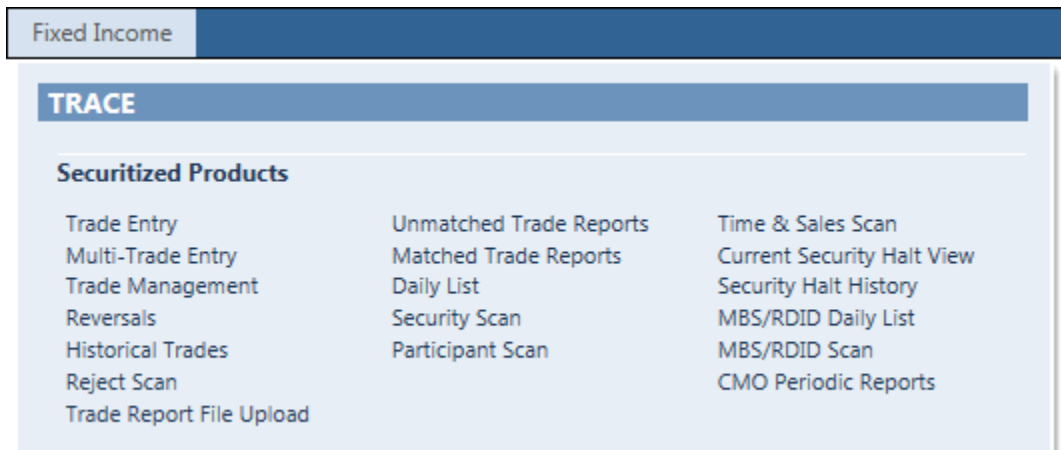 Fixed Income
TRACE
Securitized Products
Trade Entry
Multi-Trade Entry
Trade Management
Reversals
Historical Trades
Reject Scan
Trade Report File Upload
Unmatched Trade Reports
Matched Trade Reports
Daily List
Security Scan
Participant Scan
Time & Sales Scan
Current Security Halt View
Security Halt History
MBS/RDID Daily List
MBS/RDID Scan
CMO Periodic Reports